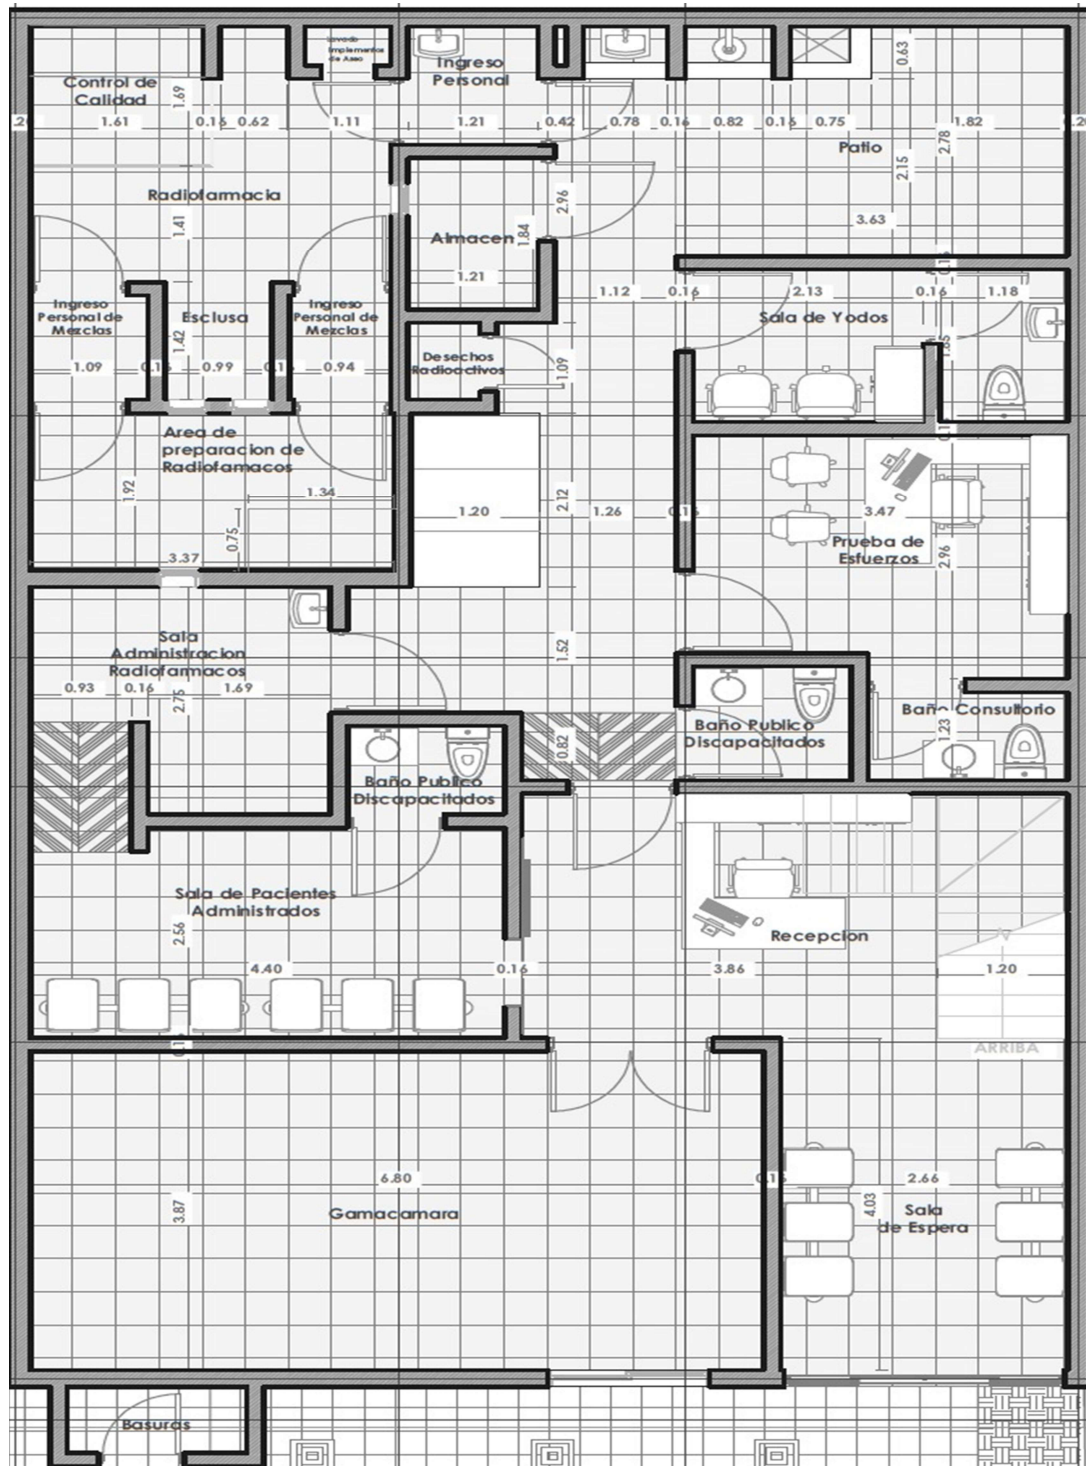 Lavado
Implementos
de Aseo
Ingreso
Personal
Control de
Calidad
1.69
0.63
1.61
0.16
0.62
1.11
1.21
0.42
0.78
0.16
0.82
0.16
0.75
1.82
2.78
Patio
2.15
Radiofarmacia
2.96
1.41
3.63
Almacen
1.84
1.21
1.12
0.16
2.13
0.16
1.18
Ingreso
Personal de
Mezclas
Esclusa
Ingreso
Personal de
Mezclas
Sala de Yodos
1.42
1.65
Desechos
Radioactivos
1.09
1.09
0.99
0.94
Area de
preparacion de
Radiofamacos
1.92
1.34
2.12
1.20
1.26
3.47
0.75
Prueba de
Esfuerzos
2.96
3.37
Sala
Administracion
Radiofarmacos
1.52
0.93
0.16
1.69
2.75
Baño Consultorio
Baño Publico
Discapacitados
1.23
0.82
Baño Publico
Discapacitados
Sala de Pacientes
Administrados
2.56
Recepcion
4.40
0.16
3.86
1.20
ARRIBA
6.80
2.66
3.87
4.03
Gamacamara
Sala
de Espera
Basuras